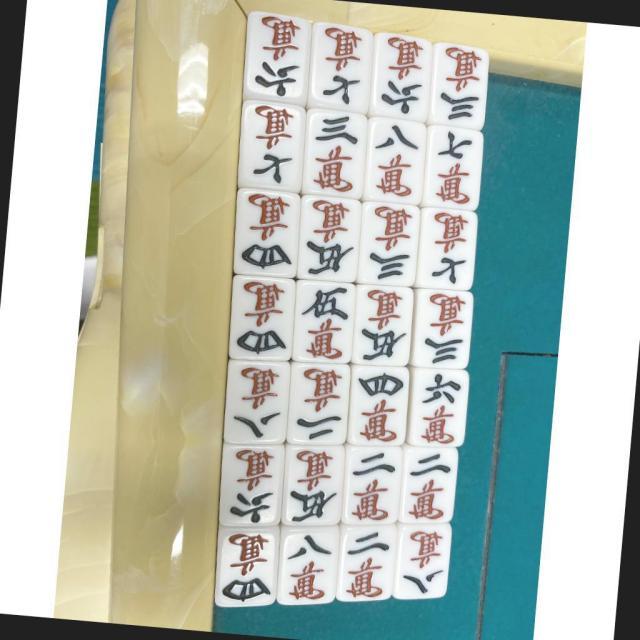 六萬 七萬 六萬 三萬
七萬 三萬 八萬 七萬
四萬 五萬 三萬 七萬
四萬 五萬 五萬 三萬
八萬 二萬 四萬 六萬
六萬 五萬 二萬 二萬
四萬 八萬 二萬 八萬